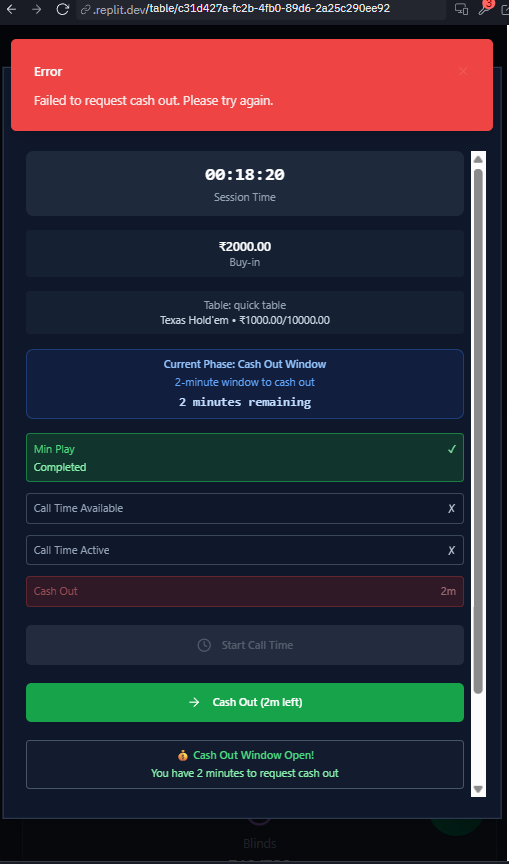 .replit.dev/table/c31d427a-fc2b-4fb0-89d6-2a25c290ee92
3
Error
Failed to request cash out. Please try again.
00:18:20
Session Time
₹2000.00
Buy-in
Table: quick table
Texas Hold'em • ₹1000.00/10000.00
Current Phase: Cash Out Window
2-minute window to cash out
2 minutes remaining
Min Play ✓
Completed
Call Time Available ✗
Call Time Active ✗
Cash Out 2m
Start Call Time
→ Cash Out (2m left)
💰 Cash Out Window Open!
You have 2 minutes to request cash out
Blinds